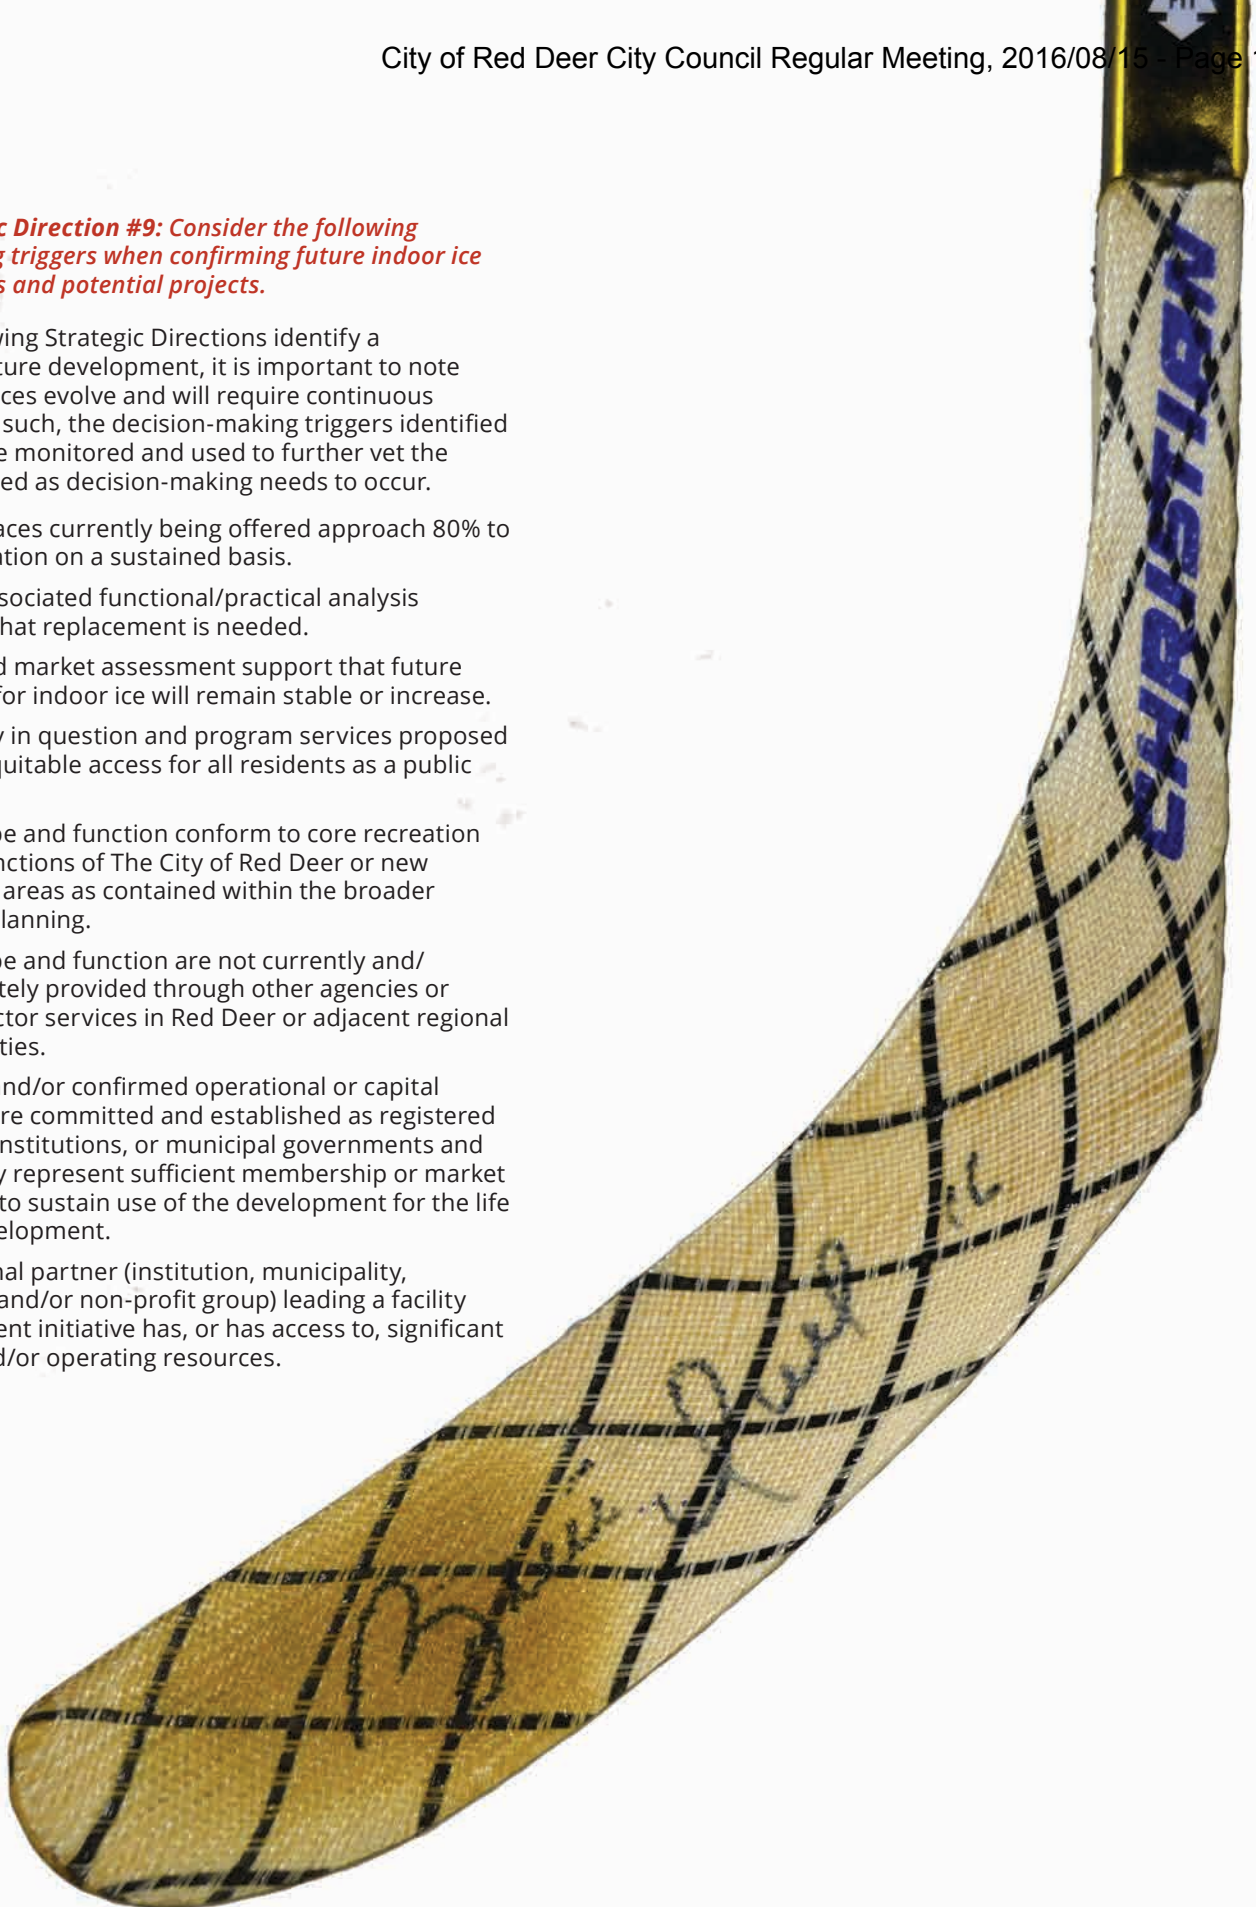 City of Red Deer City Council Regular Meeting, 2016/08/15 - Page 1
c Direction #9: Consider the following
g triggers when confirming future indoor ice
s and potential projects.
ving Strategic Directions identify a
ture development, it is important to note
ces evolve and will require continuous
such, the decision-making triggers identified
e monitored and used to further vet the
ed as decision-making needs to occur.
aces currently being offered approach 80% to
ation on a sustained basis.
ssociated functional/practical analysis
hat replacement is needed.
d market assessment support that future
for indoor ice will remain stable or increase.
y in question and program services proposed
quitable access for all residents as a public
pe and function conform to core recreation
nctions of The City of Red Deer or new
areas as contained within the broader
lanning.
pe and function are not currently and/
tely provided through other agencies or
ctor services in Red Deer or adjacent regional
ties.
and/or confirmed operational or capital
re committed and established as registered
institutions, or municipal governments and
y represent sufficient membership or market
to sustain use of the development for the life
elopment.
nal partner (institution, municipality,
and/or non-profit group) leading a facility
ent initiative has, or has access to, significant
d/or operating resources.
CHRISTIAN